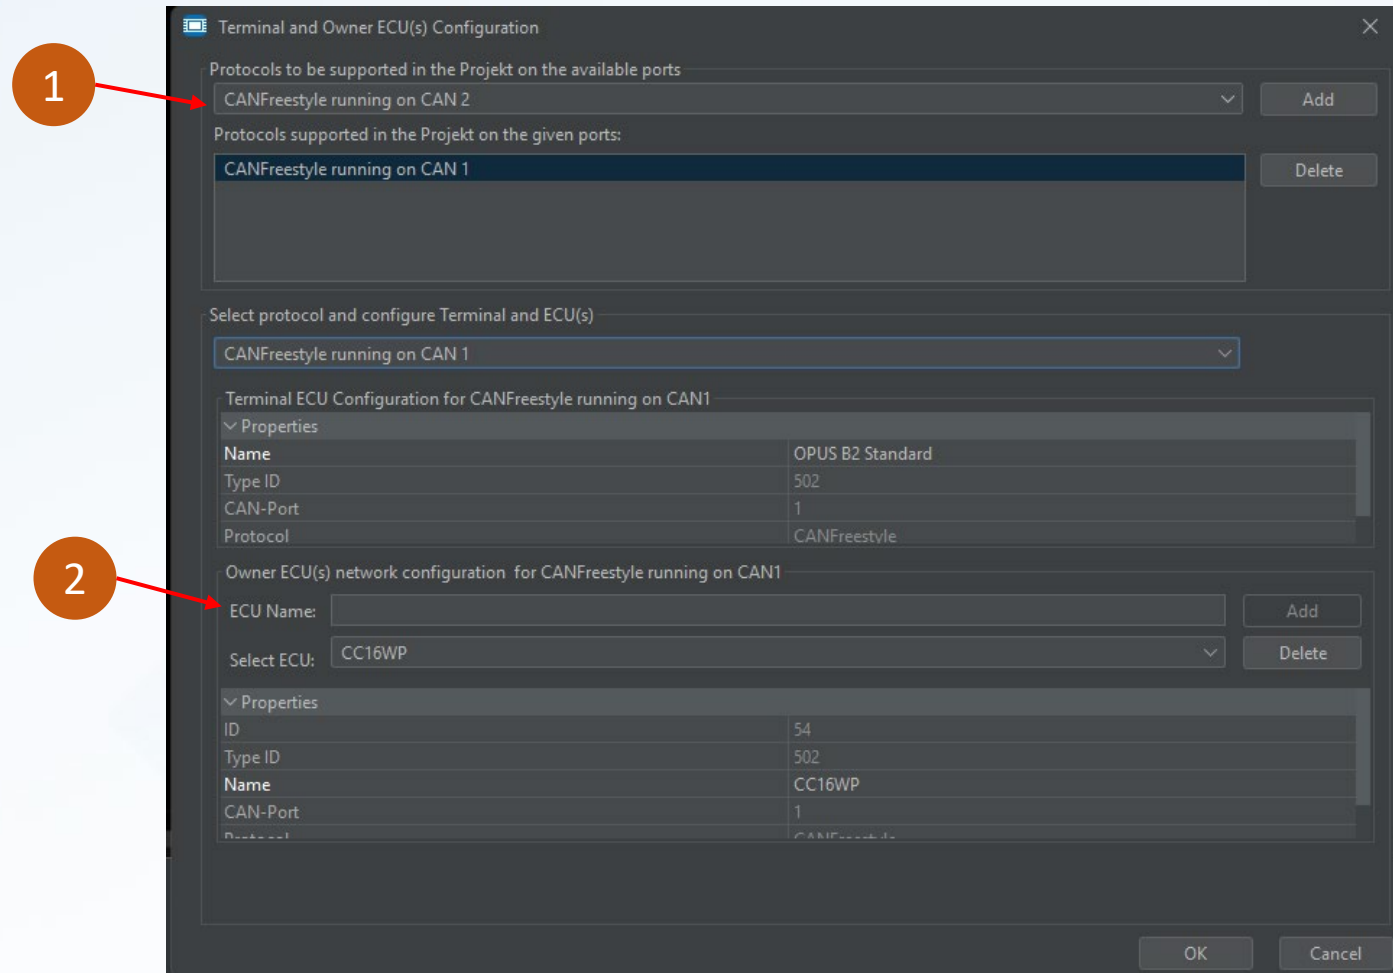 Terminal and Owner ECU(s) Configuration
Protocols to be supported in the Projekt on the available ports
1
CANFreestyle running on CAN 2
Add
Protocols supported in the Projekt on the given ports:
CANFreestyle running on CAN 1
Delete
Select protocol and configure Terminal and ECU(s)
CANFreestyle running on CAN 1
Terminal ECU Configuration for CANFreestyle running on CAN1
Properties
Name OPUS B2 Standard
Type ID 502
CAN-Port 1
Protocol CANFreestyle
2
Owner ECU(s) network configuration for CANFreestyle running on CAN1
ECU Name:
Add
Select ECU: CC16WP
Delete
Properties
ID 54
Type ID 502
Name CC16WP
CAN-Port 1
Protocol CANFreestyle
OK
Cancel